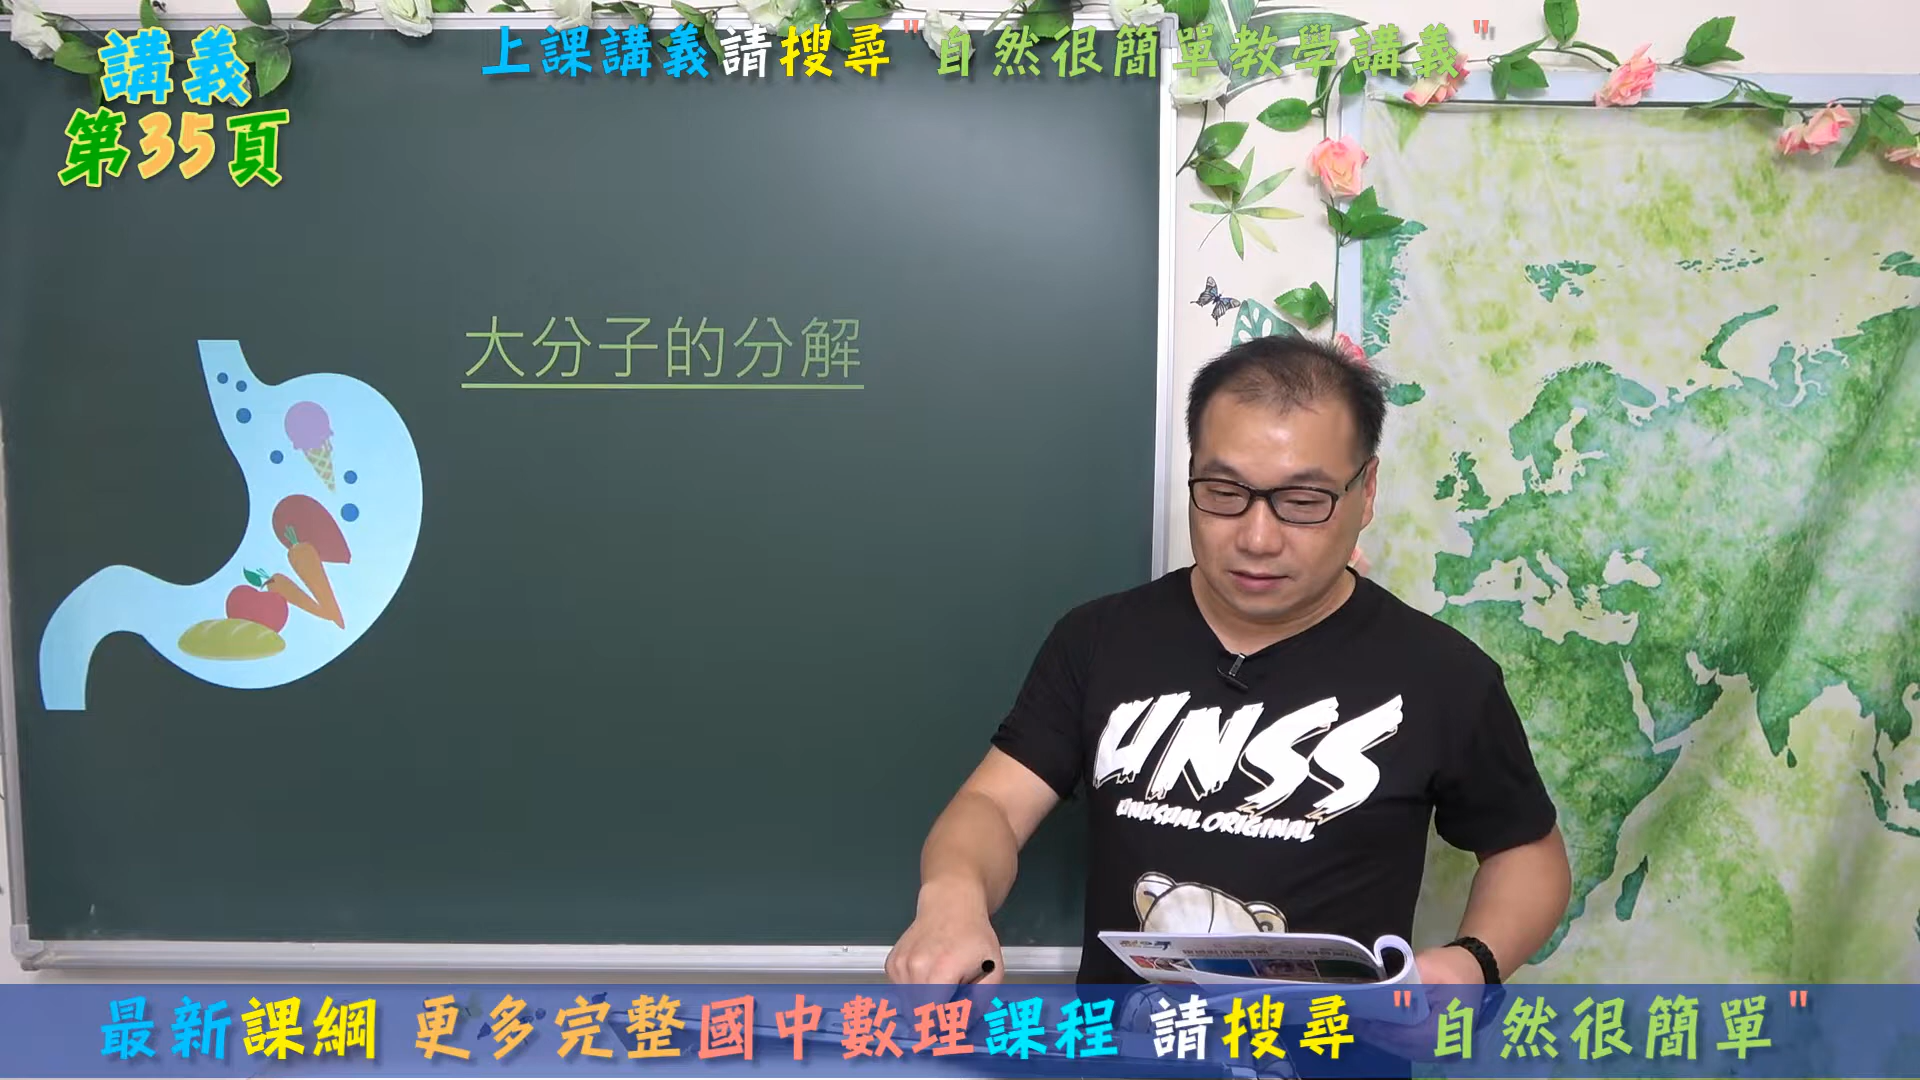 上課講義請搜尋"自然很簡單教學講義"
講義
第35頁
大分子的分解
UNSS
UNUSUAL ORIGINAL
最新課綱 更多完整國中數理課程 請搜尋 "自然很簡單"